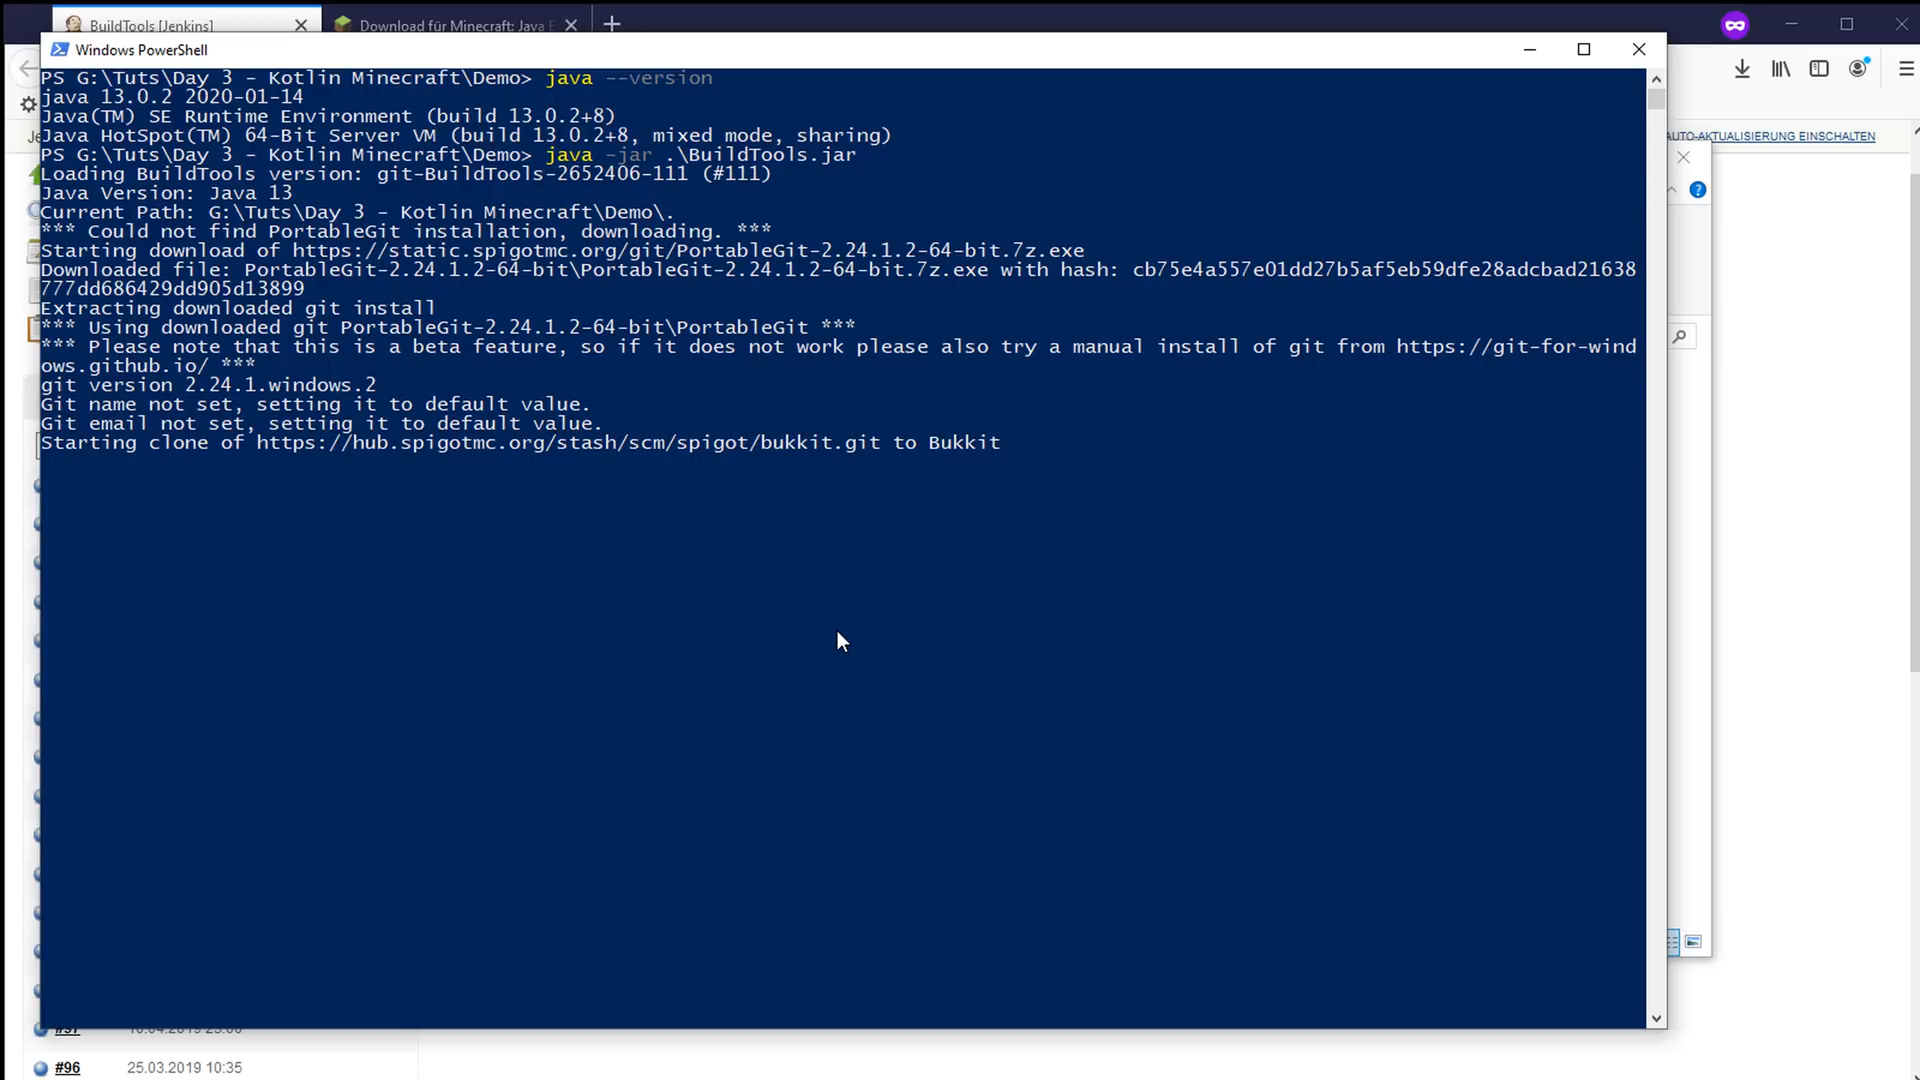 BuildTools [Jenkins]
Download für Minecraft: Java E
Windows PowerShell
PS G:\Tuts\Day 3 - Kotlin Minecraft\Demo> java --version
java 13.0.2 2020-01-14
Java(TM) SE Runtime Environment (build 13.0.2+8)
Java HotSpot(TM) 64-Bit Server VM (build 13.0.2+8, mixed mode, sharing)
PS G:\Tuts\Day 3 - Kotlin Minecraft\Demo> java -jar .\BuildTools.jar
Loading BuildTools version: git-BuildTools-2652406-111 (#111)
Java Version: Java 13
Current Path: G:\Tuts\Day 3 - Kotlin Minecraft\Demo\.
*** Could not find PortableGit installation, downloading. ***
Starting download of https://static.spigotmc.org/git/PortableGit-2.24.1.2-64-bit.7z.exe
Downloaded file: PortableGit-2.24.1.2-64-bit\PortableGit-2.24.1.2-64-bit.7z.exe with hash: cb75e4a557e01dd27b5af5eb59dfe28adcbad21638
777dd686429dd905d13899
Extracting downloaded git install
*** Using downloaded git PortableGit-2.24.1.2-64-bit\PortableGit ***
*** Please note that this is a beta feature, so if it does not work please also try a manual install of git from https://git-for-wind
ows.github.io/ ***
git version 2.24.1.windows.2
Git name not set, setting it to default value.
Git email not set, setting it to default value.
Starting clone of https://hub.spigotmc.org/stash/scm/spigot/bukkit.git to Bukkit
AUTO-AKTUALISIERUNG EINSCHALTEN
#96 25.03.2019 10:35